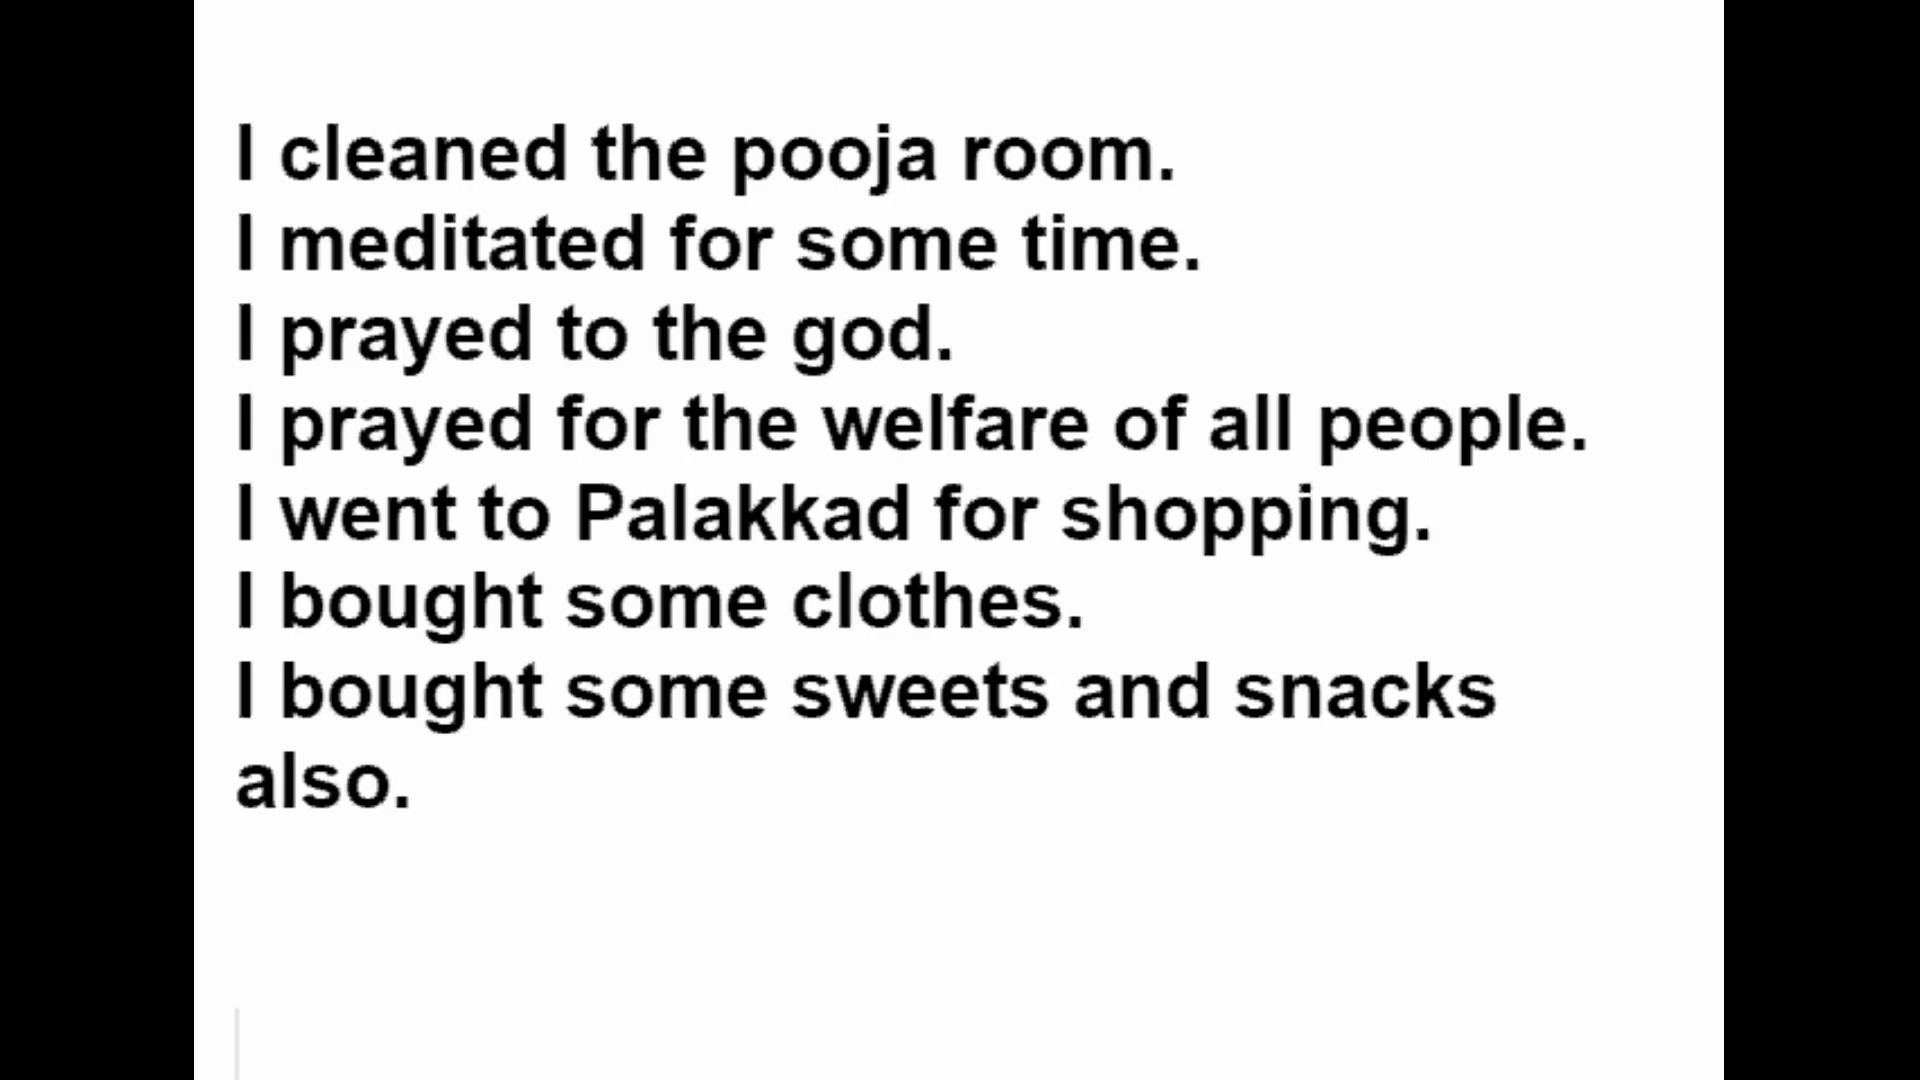 I cleaned the pooja room.
I meditated for some time.
I prayed to the god.
I prayed for the welfare of all people.
I went to Palakkad for shopping.
I bought some clothes.
I bought some sweets and snacks
also.